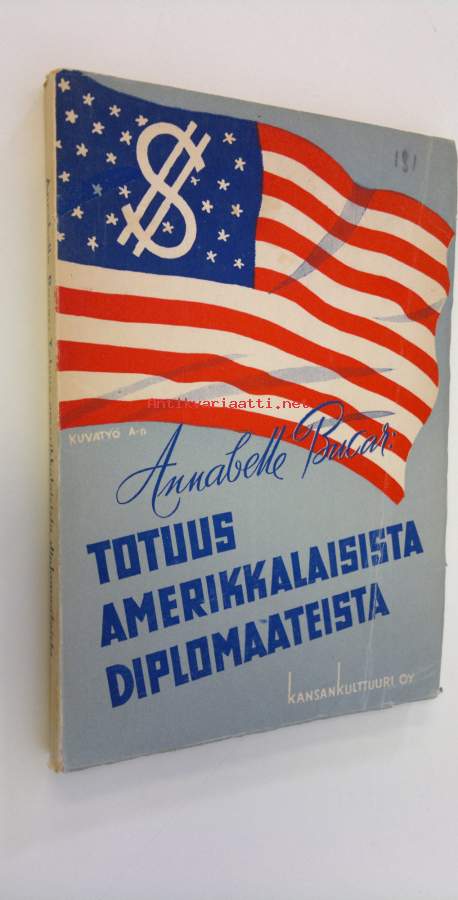 $
191
Antikvariaatti.net
KUVATYÖ A-n
Annabelle Bucar:
TOTUUS
AMERIKKALAISISTA
DIPLOMAATEISTA
KANSANKULTTUURI OY